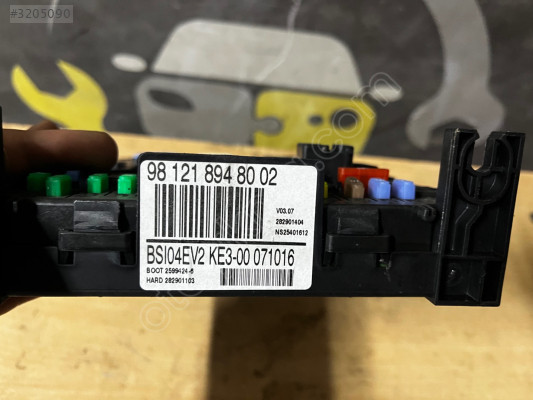 #3205090
98 121 894 80 02
V03.07
282901404
NS25401612
BSI04EV2 KE3-00 071016
BOOT 2599424-6
HARD 282901103